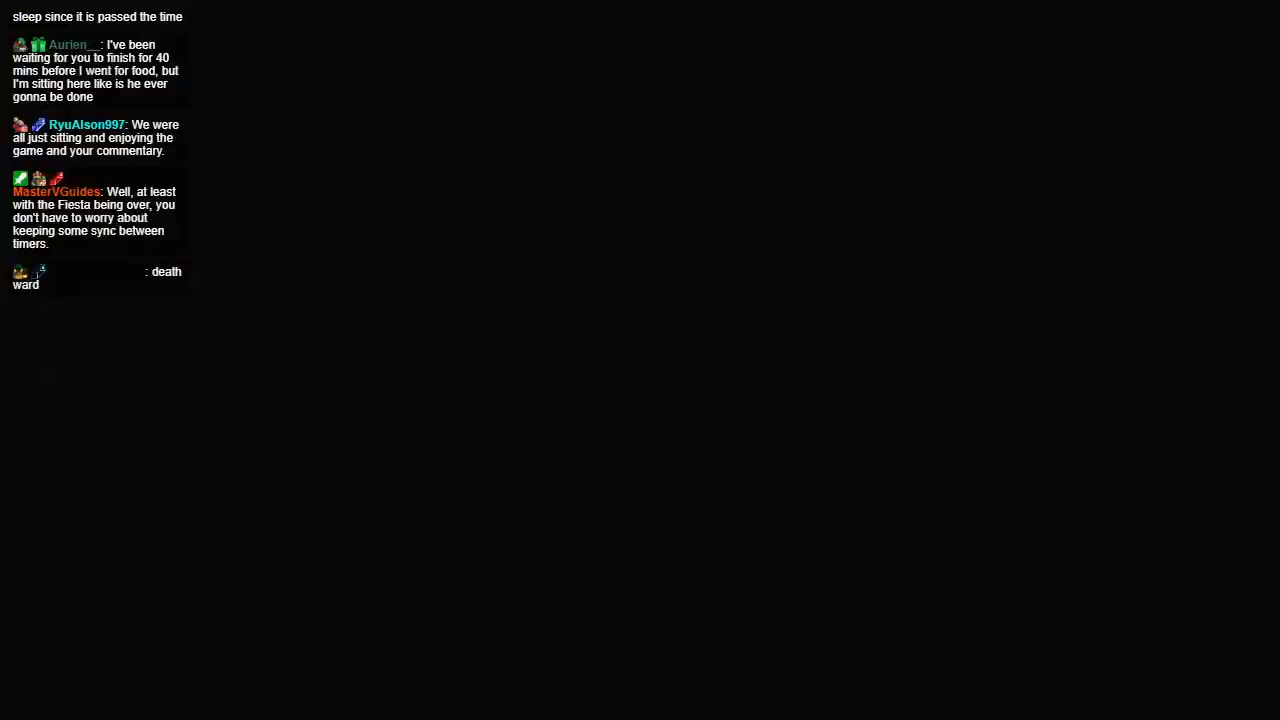 sleep since it is passed the time
Aurien__: I've been
waiting for you to finish for 40
mins before I went for food, but
I'm sitting here like is he ever
gonna be done
RyuAlson997: We were
all just sitting and enjoying the
game and your commentary.
MasterVGuides: Well, at least
with the Fiesta being over, you
don't have to worry about
keeping some sync between
timers.
: death
ward